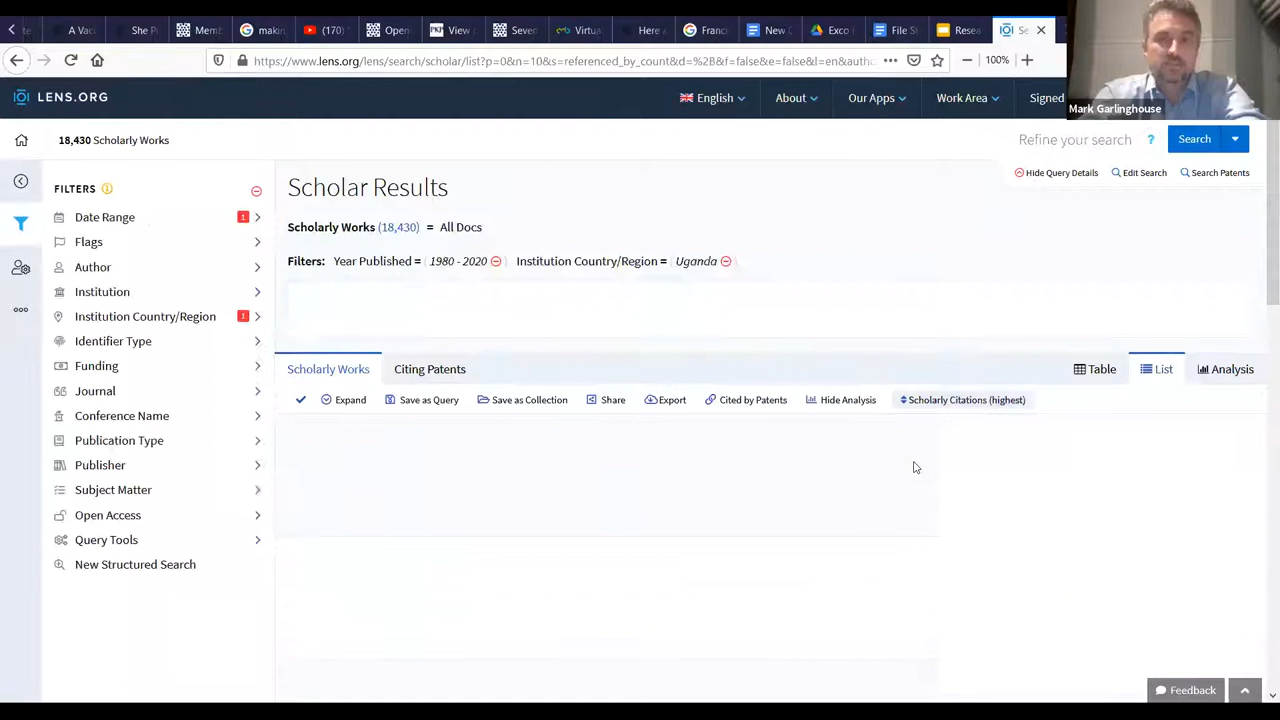 A Vac
She P
Memb
makin
(170)
Open
View
Seven
Virtua
Here A
Franci
New C
Exco
File S
Resea
Se
https://www.lens.org/lens/search/scholar/list?p=0&n=10&s=referenced_by_count&d=%2B&f=false&e=false&l=en&autho
100%
Mark Garlinghouse
LENS.ORG
English
About
Our Apps
Work Area
Signed
18,430 Scholarly Works
Refine your search
?
Search
Hide Query Details
Edit Search
Search Patents
FILTERS
Date Range 1
Flags
Author
Institution
Institution Country/Region 1
Identifier Type
Funding
Journal
Conference Name
Publication Type
Publisher
Subject Matter
Open Access
Query Tools
New Structured Search
Scholar Results
Scholarly Works (18,430) = All Docs
Filters: Year Published = ( 1980 - 2020 ) Institution Country/Region = ( Uganda )
Scholarly Works
Citing Patents
Table
List
Analysis
Expand
Save as Query
Save as Collection
Share
Export
Cited by Patents
Hide Analysis
Scholarly Citations (highest)
Feedback